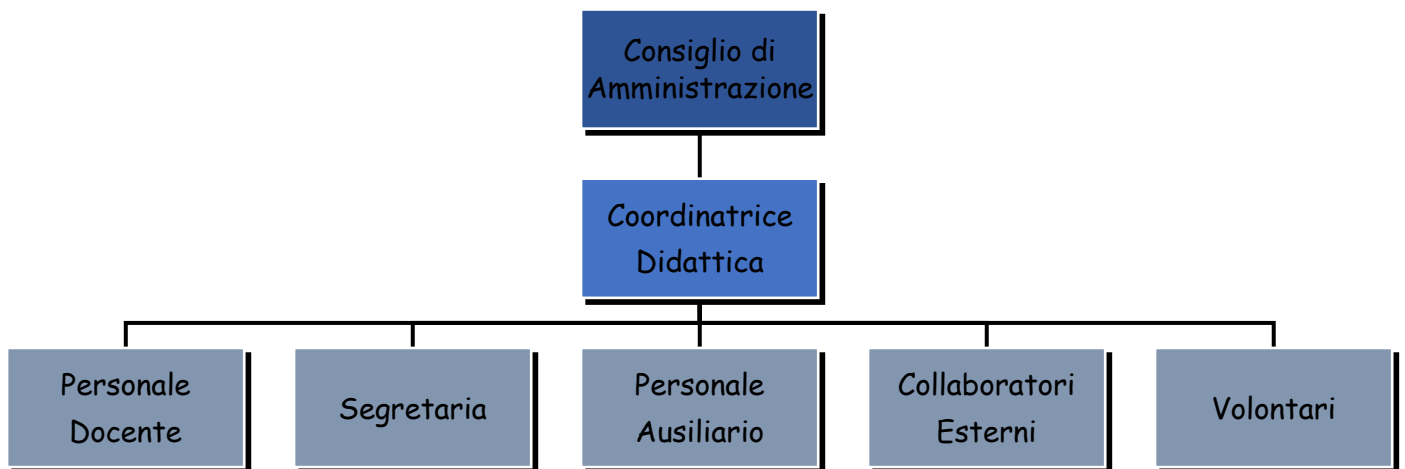 Consiglio di
Amministrazione
Coordinatrice
Didattica
Personale
Docente
Segretaria
Personale
Ausiliario
Collaboratori
Esterni
Volontari